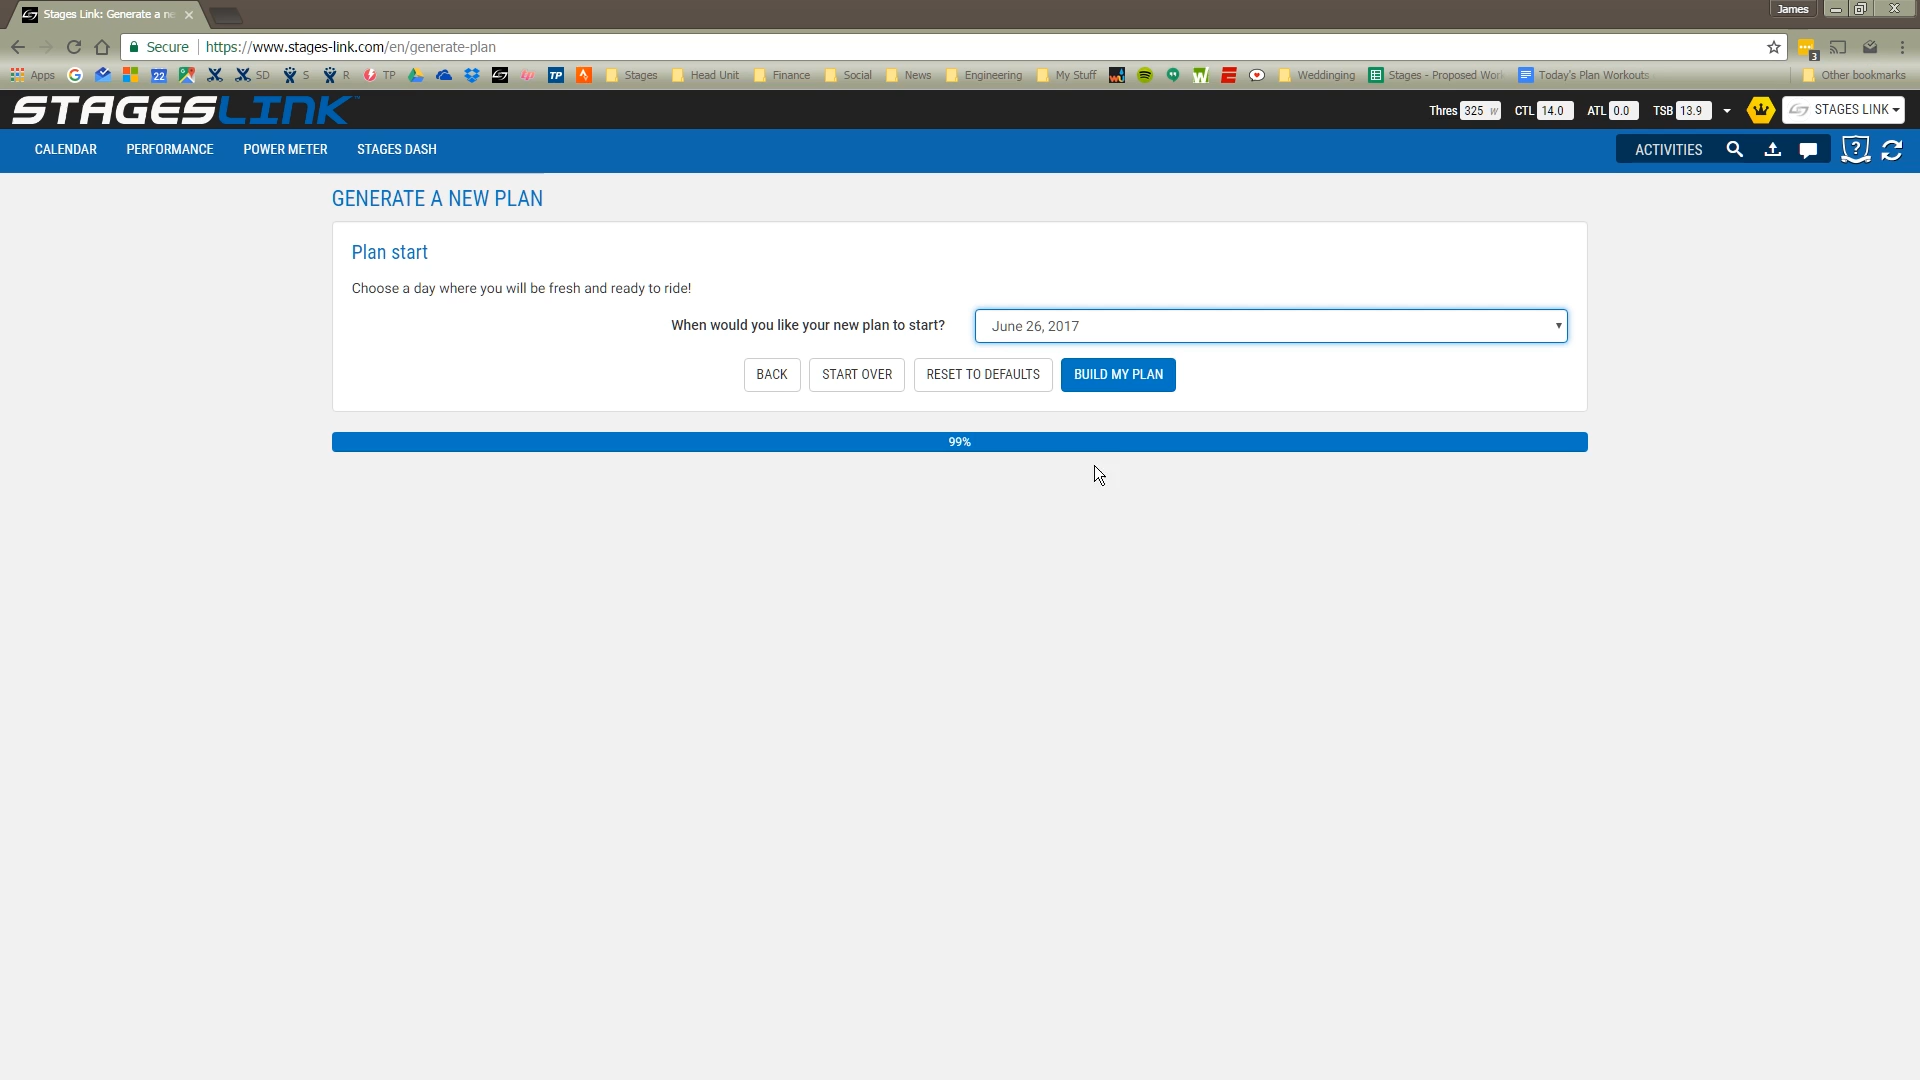 Stages Link: Generate a ne
James
Secure https://www.stages-link.com/en/generate-plan
3
Apps 22 SD S R TP TP Stages Head Unit Finance Social News Engineering My Stuff Weddinging Stages - Proposed Work Today's Plan Workouts Other bookmarks
STAGESLINK Thres 325 w CTL 14.0 ATL 0.0 TSB 13.9 STAGES LINK
CALENDAR PERFORMANCE POWER METER STAGES DASH ACTIVITIES ?
GENERATE A NEW PLAN
Plan start
Choose a day where you will be fresh and ready to ride!
When would you like your new plan to start? June 26, 2017
BACK START OVER RESET TO DEFAULTS BUILD MY PLAN
99%